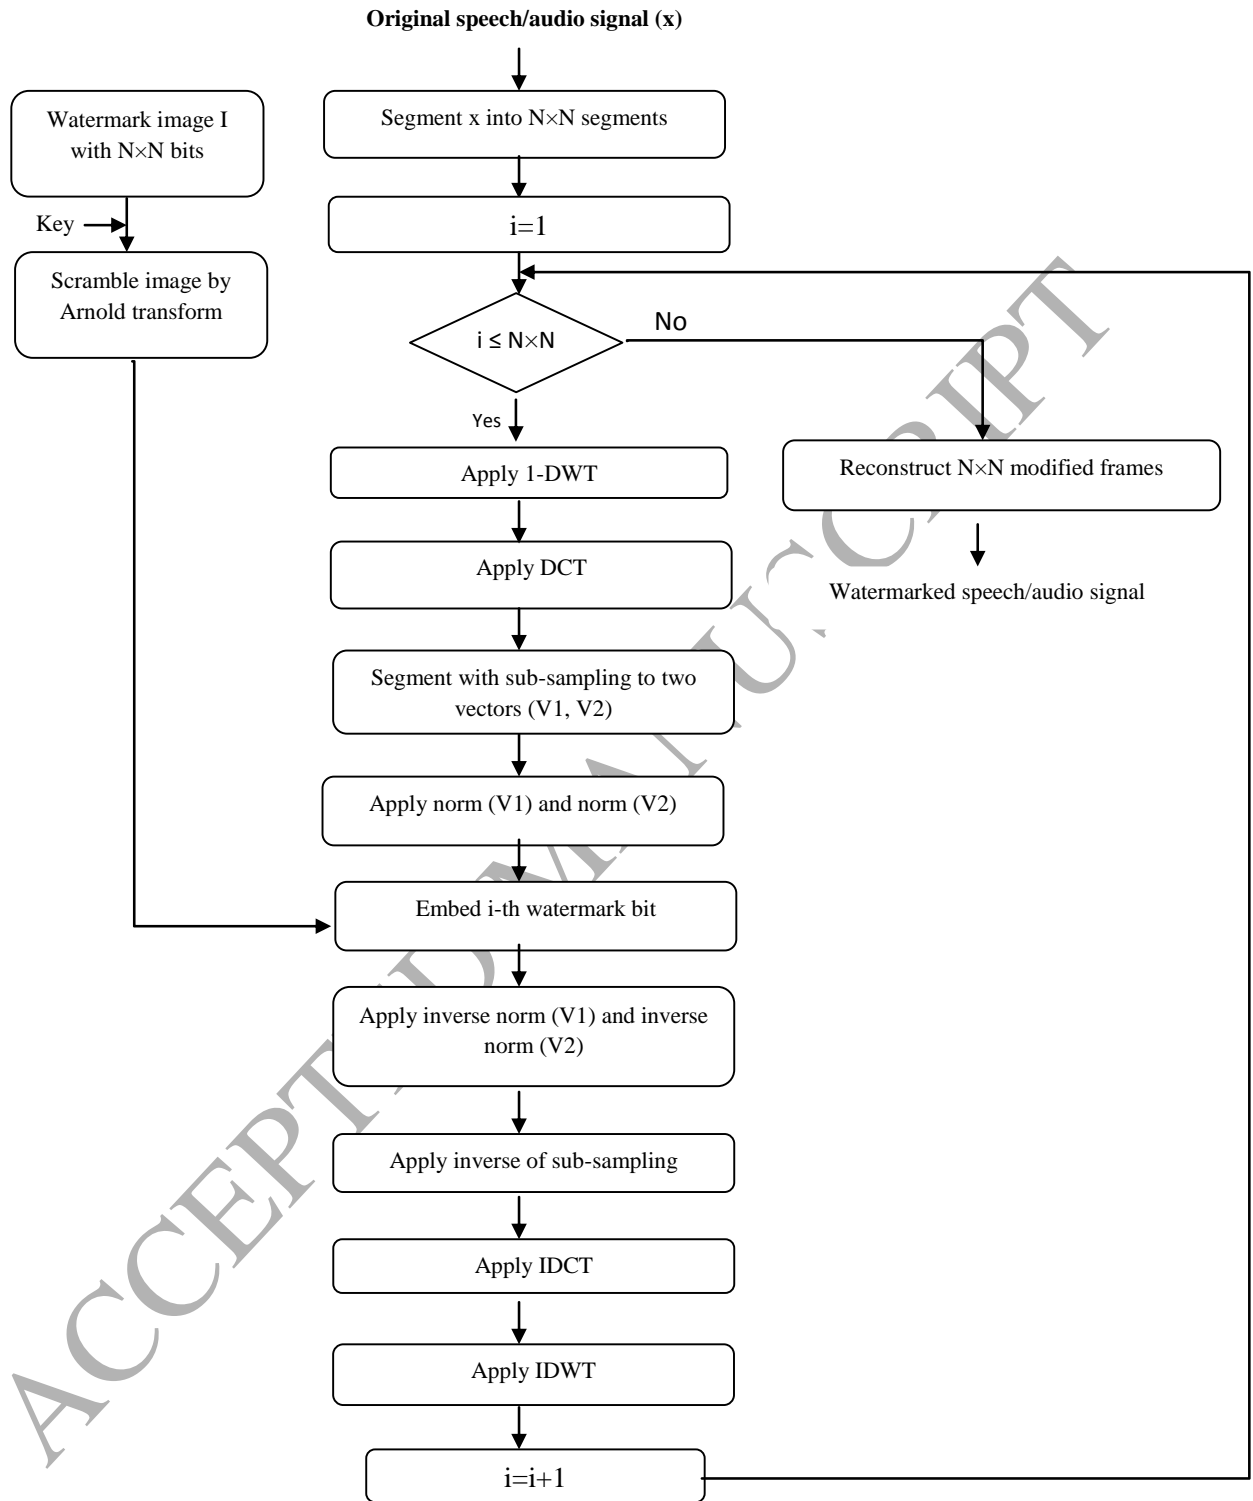 Original speech/audio signal (x)
Segment x into N×N segments
Watermark image I
with N×N bits
Key
i=1
Scramble image by
Arnold transform
i ≤ N×N
No
Yes
Apply 1-DWT
Reconstruct N×N modified frames
Apply DCT
Watermarked speech/audio signal
Segment with sub-sampling to two
vectors (V1, V2)
Apply norm (V1) and norm (V2)
Embed i-th watermark bit
Apply inverse norm (V1) and inverse
norm (V2)
Apply inverse of sub-sampling
Apply IDCT
Apply IDWT
i=i+1
ACCEPTED MANUSCRIPT